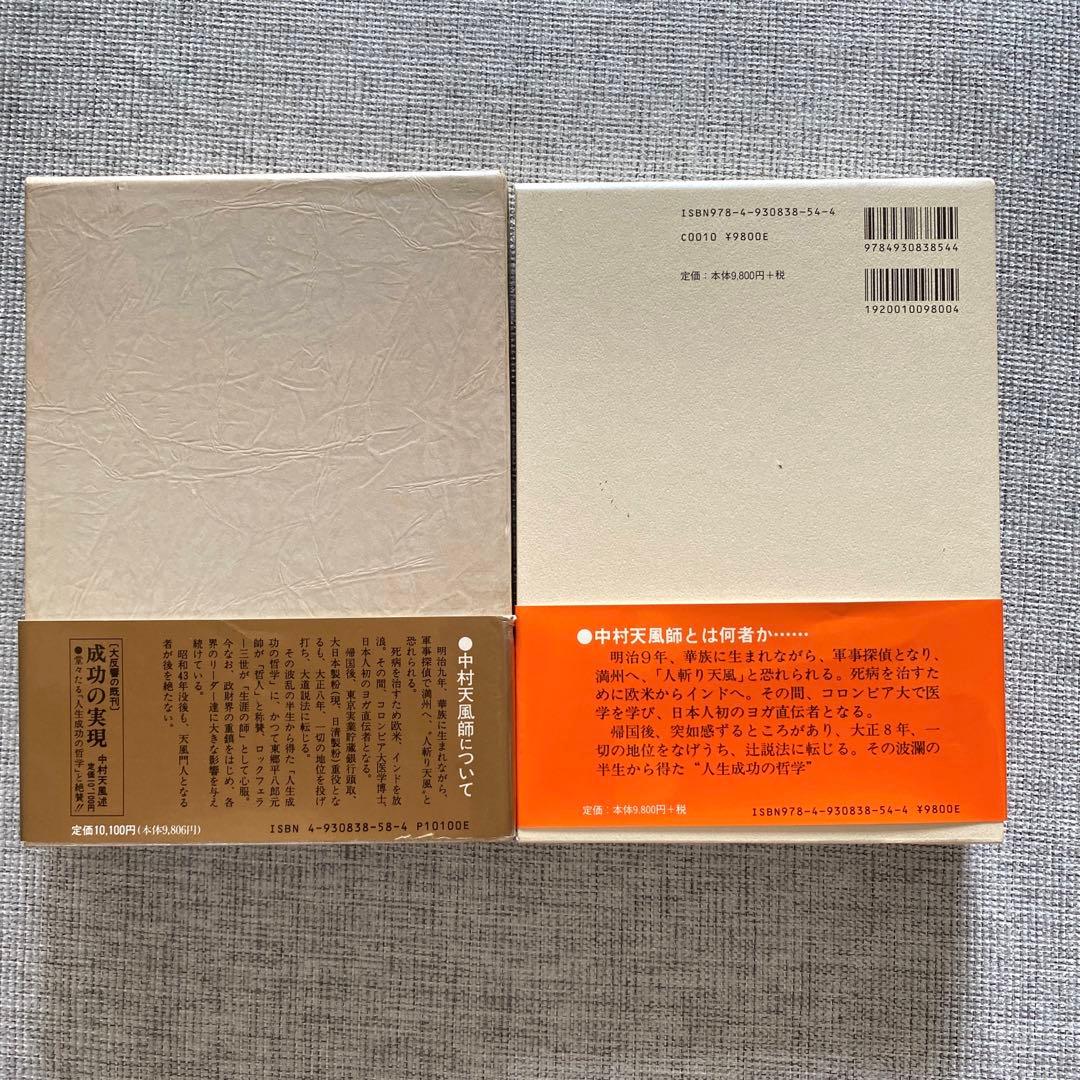 ●中村天風師について
明治九年、華族に生まれながら、
軍事探偵で満州へ、〝人斬り天風〟と
恐れられる。
死病を治すため欧米、インドを放
浪。その間、コロンビア大医学博士、
日本人初のヨガ直伝者となる。
帰国後、東京実業貯蔵銀行頭取、
大日本製粉(現、日清製粉)重役とな
るも、大正八年、一切の地位を投げ
打ち、大道説法に転じる。
その波乱の半生から得た「人生成
功の哲学」に、かつて東郷平八郎元
帥が「哲人」と称賛、ロックフェラ
ー三世が「生涯の師」として心服。
今なお、政財界の重鎮をはじめ、各
界のリーダー達に大きな影響を与え
続けている。
昭和43年没後も、天風門人となる
者が後を絶たない。
〔大反響の既刊〕
成功の実現 中村天風述
定価10,100円
●堂々たる「人生成功の哲学」と絶賛!!
定価10,100円(本体9,806円)
ISBN 4-930838-58-4 P10100E
ISBN978-4-930838-54-4
C0010 ¥9800E
定価：本体9,800円＋税
9784930838544
1920010098004
●中村天風師とは何者か……
明治9年、華族に生まれながら、軍事探偵となり、
満州へ、「人斬り天風」と恐れられる。死病を治すた
めに欧米からインドへ。その間、コロンビア大で医
学を学び、日本人初のヨガ直伝者となる。
帰国後、突如感ずるところがあり、大正8年、
一切の地位をなげうち、辻説法に転じる。その波瀾の
半生から得た“人生成功の哲学”
定価：本体9,800円＋税
ISBN978-4-930838-54-4 ¥9800E